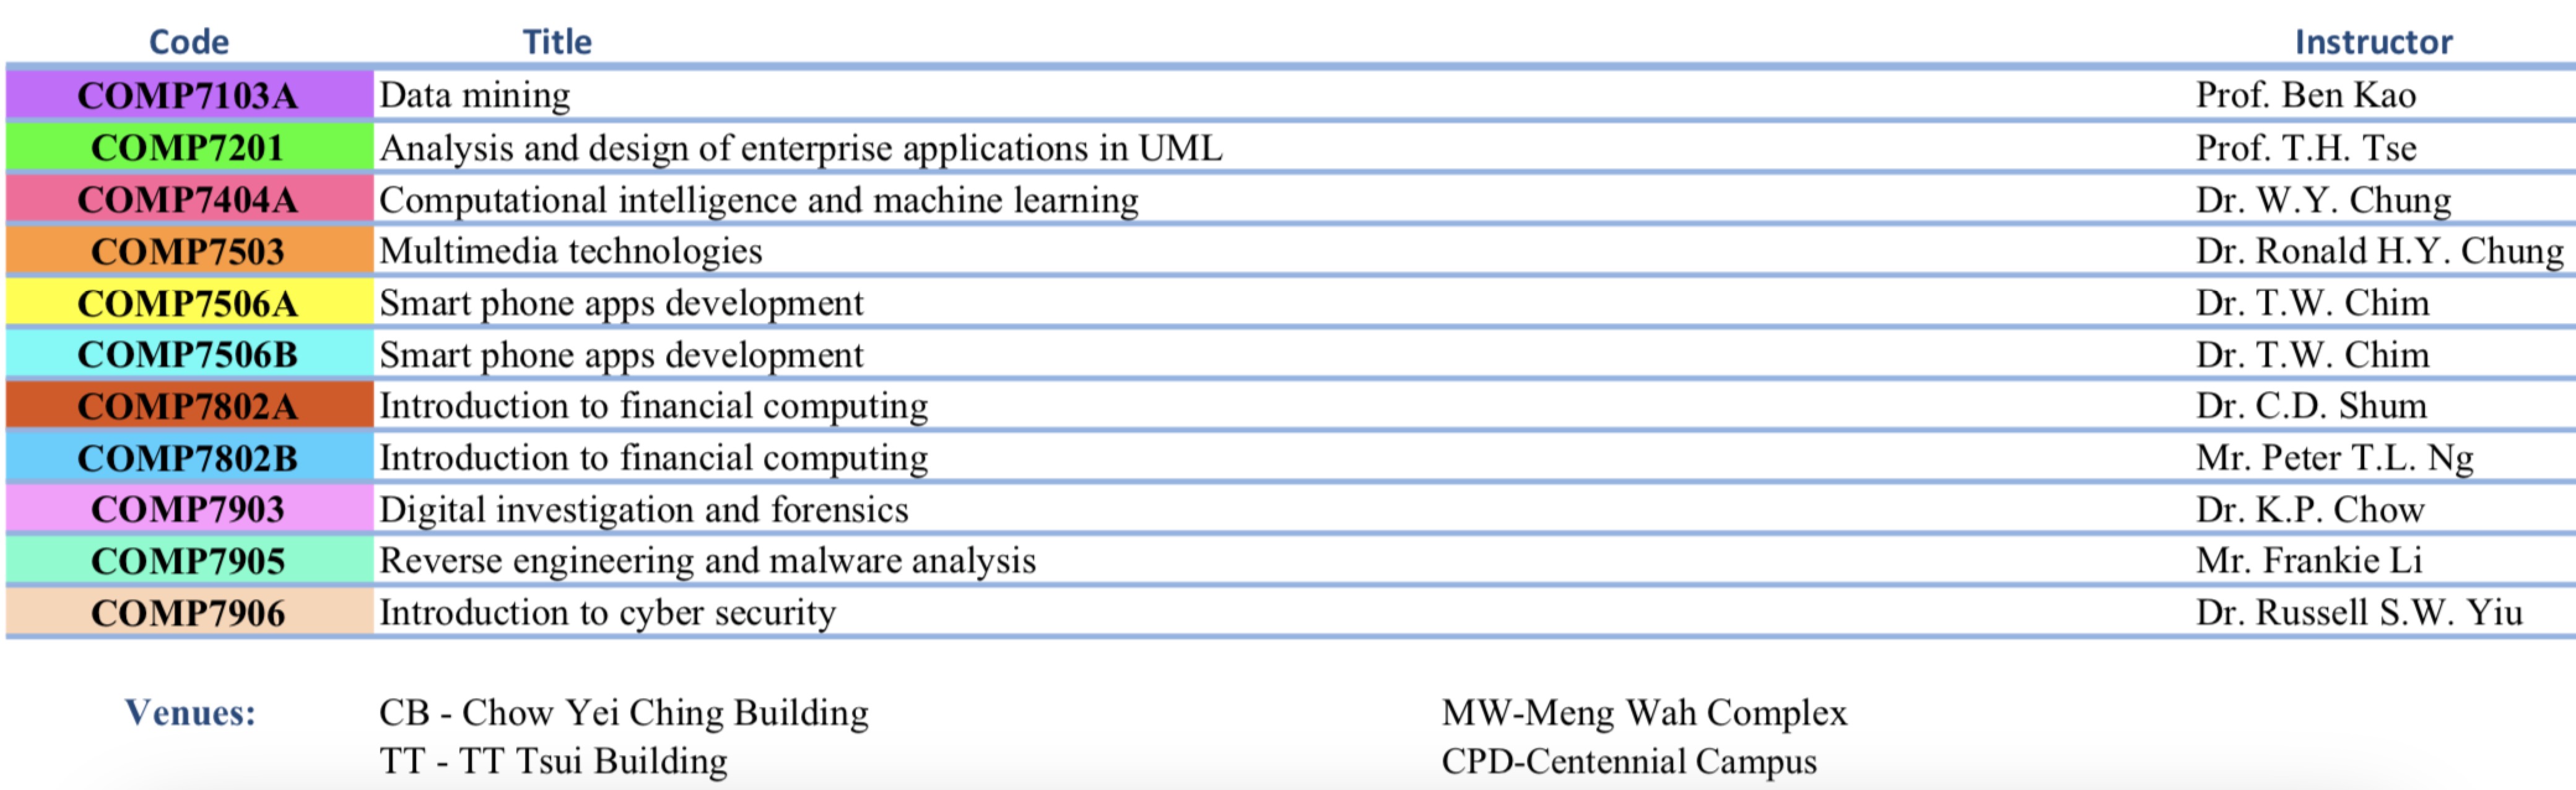 Code Title Instructor
COMP7103A Data mining Prof. Ben Kao
COMP7201 Analysis and design of enterprise applications in UML Prof. T.H. Tse
COMP7404A Computational intelligence and machine learning Dr. W.Y. Chung
COMP7503 Multimedia technologies Dr. Ronald H.Y. Chung
COMP7506A Smart phone apps development Dr. T.W. Chim
COMP7506B Smart phone apps development Dr. T.W. Chim
COMP7802A Introduction to financial computing Dr. C.D. Shum
COMP7802B Introduction to financial computing Mr. Peter T.L. Ng
COMP7903 Digital investigation and forensics Dr. K.P. Chow
COMP7905 Reverse engineering and malware analysis Mr. Frankie Li
COMP7906 Introduction to cyber security Dr. Russell S.W. Yiu
Venues: CB - Chow Yei Ching Building MW-Meng Wah Complex
TT - TT Tsui Building CPD-Centennial Campus